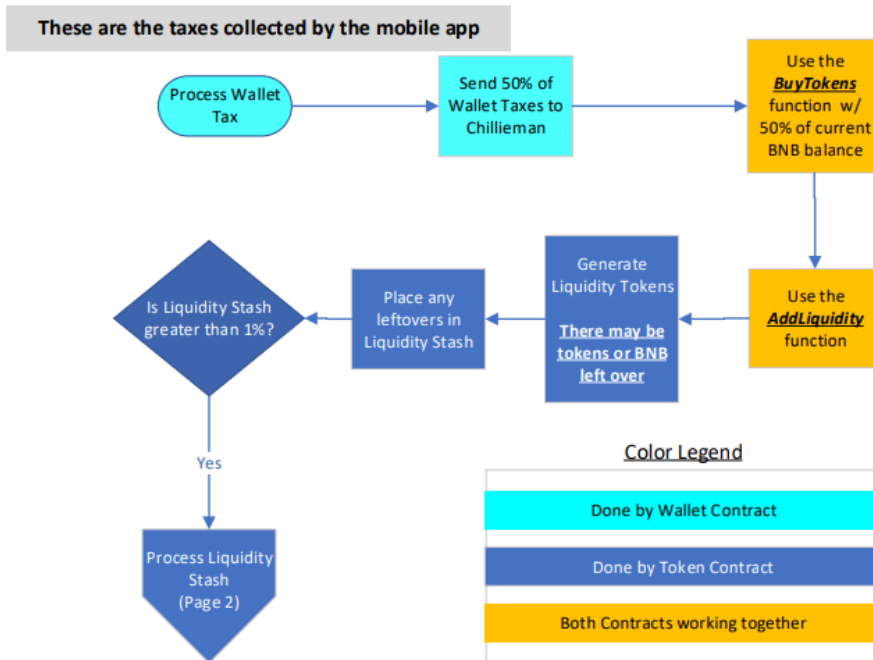 These are the taxes collected by the mobile app
Process Wallet
Tax
Send 50% of
Wallet Taxes to
Chillieman
Use the
BuyTokens
function w/
50% of current
BNB balance
Is Liquidity Stash
greater than 1%?
Place any
leftovers in
Liquidity Stash
Generate
Liquidity Tokens
There may be
tokens or BNB
left over
Use the
AddLiquidity
function
Yes
Process Liquidity
Stash
(Page 2)
Color Legend
Done by Wallet Contract
Done by Token Contract
Both Contracts working together